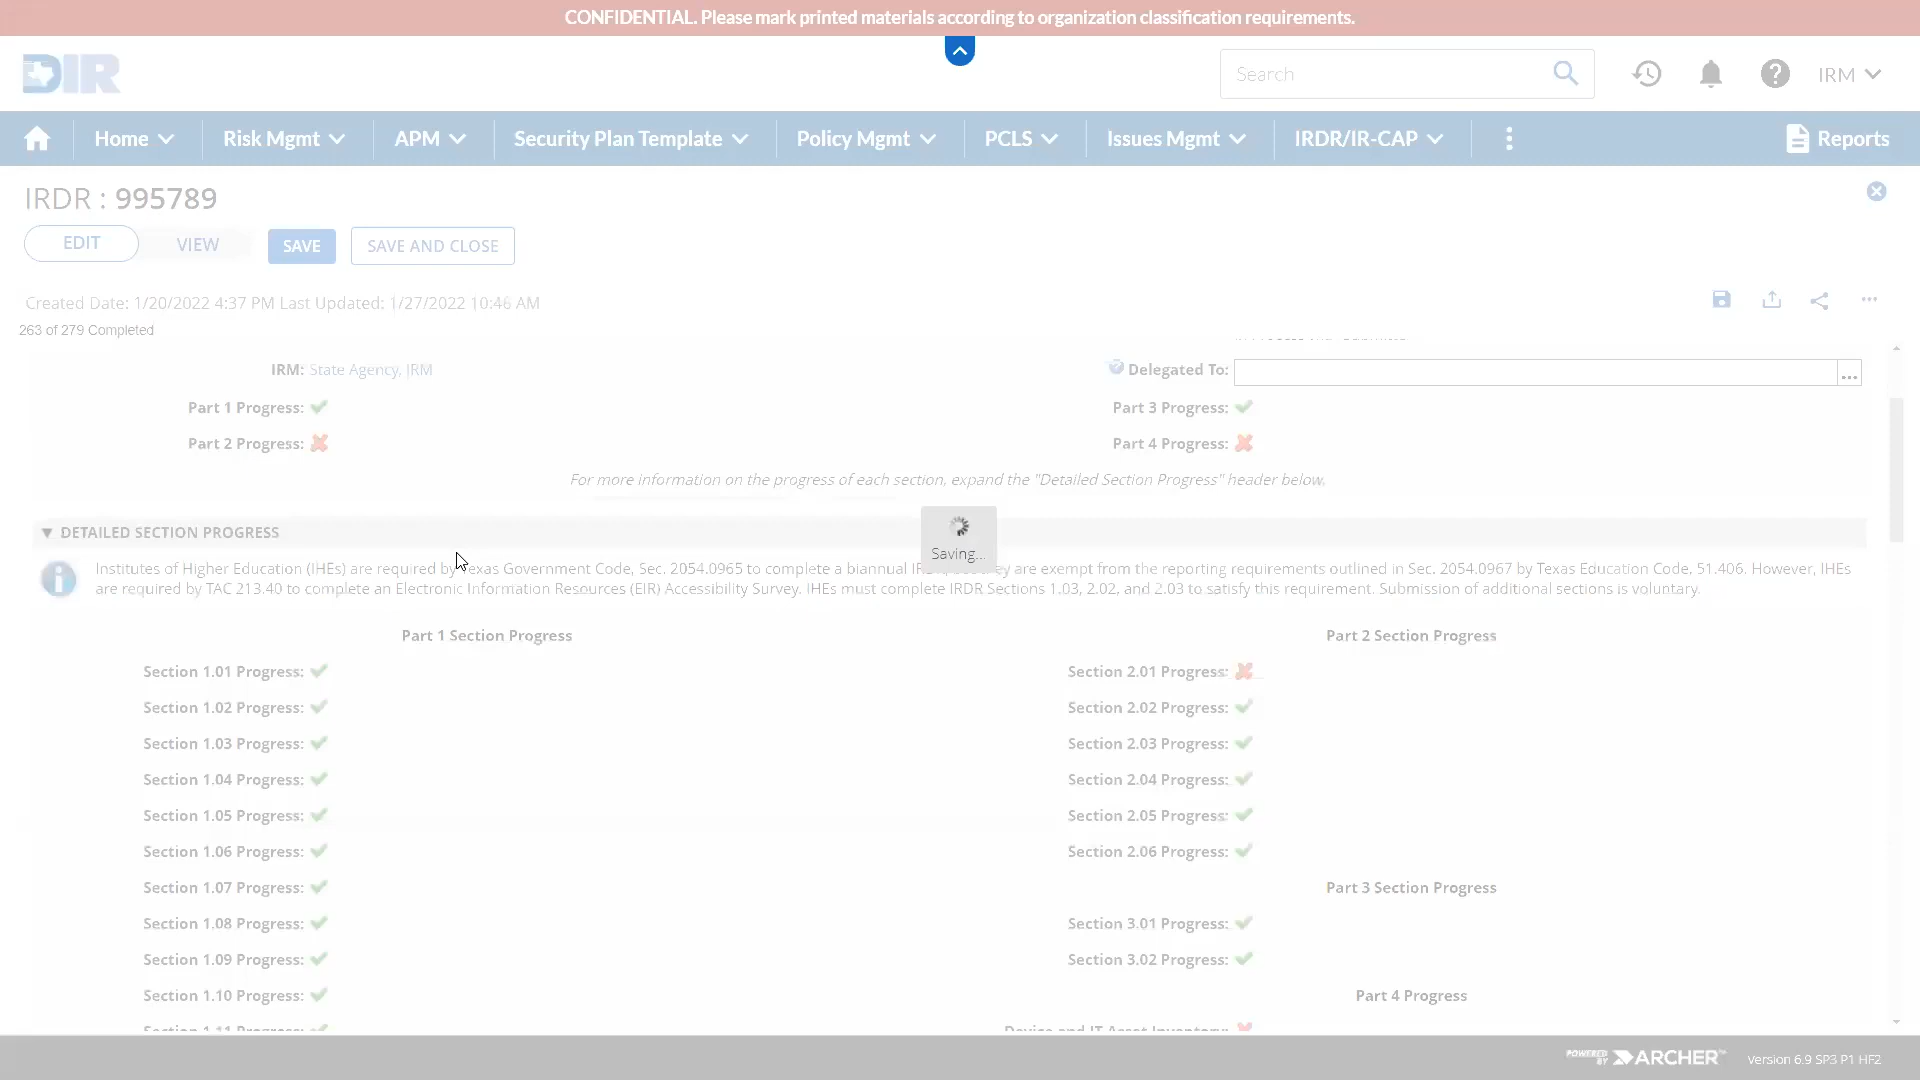 CONFIDENTIAL. Please mark printed materials according to organization classification requirements.
DIR
Search
IRM
Home
Risk Mgmt
APM
Security Plan Template
Policy Mgmt
PCLS
Issues Mgmt
IRDR/IR-CAP
Reports
IRDR : 995789
EDIT
VIEW
SAVE
SAVE AND CLOSE
Created Date: 1/20/2022 4:37 PM Last Updated: 1/27/2022 10:46 AM
263 of 279 Completed
IRM: State Agency, IRM
Delegated To:
...
Part 1 Progress:
Part 3 Progress:
Part 2 Progress:
Part 4 Progress:
For more information on the progress of each section, expand the "Detailed Section Progress" header below.
DETAILED SECTION PROGRESS
Saving...
Institutes of Higher Education (IHEs) are required by Texas Government Code, Sec. 2054.0965 to complete a biannual are exempt from the reporting requirements outlined in Sec. 2054.0967 by Texas Education Code, 51.406. However, IHEs
are required by TAC 213.40 to complete an Electronic Information Resources (EIR) Accessibility Survey. IHEs must complete IRDR Sections 1.03, 2.02, and 2.03 to satisfy this requirement. Submission of additional sections is voluntary.
Part 1 Section Progress
Part 2 Section Progress
Section 1.01 Progress:
Section 2.01 Progress:
Section 1.02 Progress:
Section 2.02 Progress:
Section 1.03 Progress:
Section 2.03 Progress:
Section 1.04 Progress:
Section 2.04 Progress:
Section 1.05 Progress:
Section 2.05 Progress:
Section 1.06 Progress:
Section 2.06 Progress:
Section 1.07 Progress:
Part 3 Section Progress
Section 1.08 Progress:
Section 3.01 Progress:
Section 1.09 Progress:
Section 3.02 Progress:
Section 1.10 Progress:
Part 4 Progress
Section 1.11 Progress:
Device and IT Asset Inventory:
POWERED BY ARCHER
Version 6.9 SP3 P1 HF2